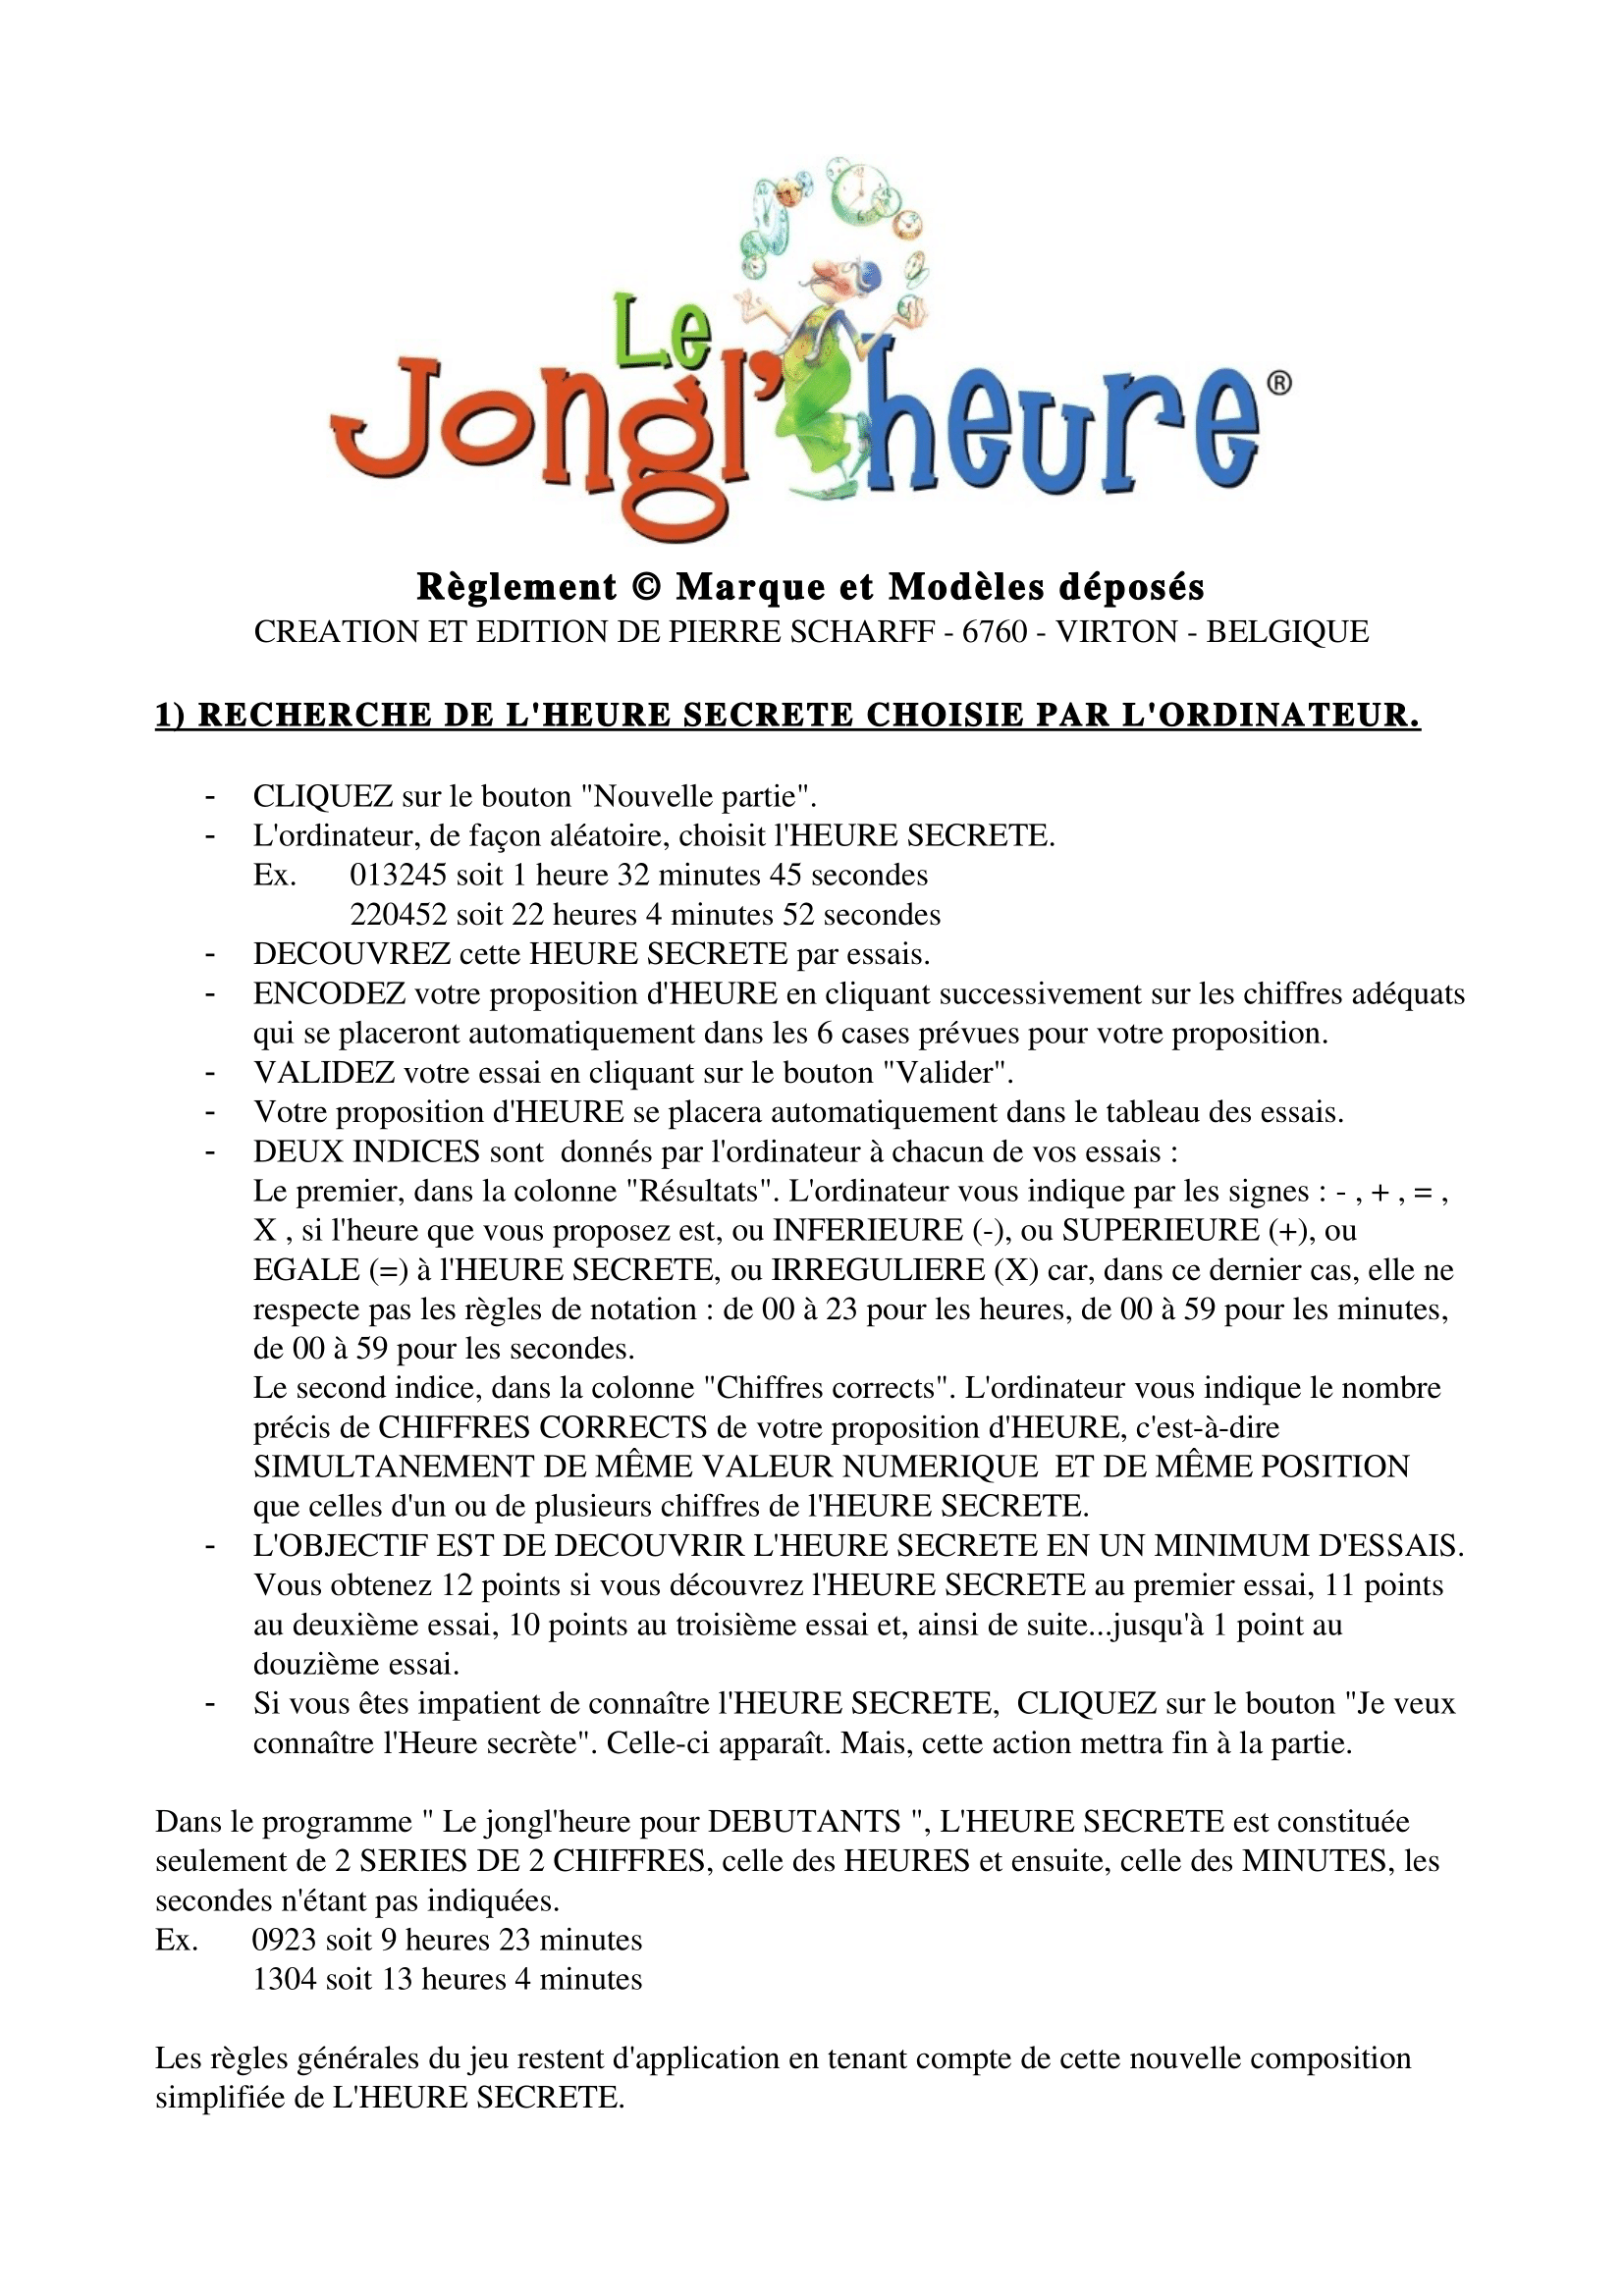 Le
Jongl'heure®
Règlement © Marque et Modèles déposés
CREATION ET EDITION DE PIERRE SCHARFF - 6760 - VIRTON - BELGIQUE
1) RECHERCHE DE L'HEURE SECRETE CHOISIE PAR L'ORDINATEUR.
- CLIQUEZ sur le bouton "Nouvelle partie".
- L'ordinateur, de façon aléatoire, choisit l'HEURE SECRETE.
Ex. 013245 soit 1 heure 32 minutes 45 secondes
220452 soit 22 heures 4 minutes 52 secondes
- DECOUVREZ cette HEURE SECRETE par essais.
- ENCODEZ votre proposition d'HEURE en cliquant successivement sur les chiffres adéquats
qui se placeront automatiquement dans les 6 cases prévues pour votre proposition.
- VALIDEZ votre essai en cliquant sur le bouton "Valider".
- Votre proposition d'HEURE se placera automatiquement dans le tableau des essais.
- DEUX INDICES sont  donnés par l'ordinateur à chacun de vos essais :
Le premier, dans la colonne "Résultats". L'ordinateur vous indique par les signes : - , + , = ,
X , si l'heure que vous proposez est, ou INFERIEURE (-), ou SUPERIEURE (+), ou
EGALE (=) à l'HEURE SECRETE, ou IRREGULIERE (X) car, dans ce dernier cas, elle ne
respecte pas les règles de notation : de 00 à 23 pour les heures, de 00 à 59 pour les minutes,
de 00 à 59 pour les secondes.
Le second indice, dans la colonne "Chiffres corrects". L'ordinateur vous indique le nombre
précis de CHIFFRES CORRECTS de votre proposition d'HEURE, c'est-à-dire
SIMULTANEMENT DE MÊME VALEUR NUMERIQUE  ET DE MÊME POSITION
que celles d'un ou de plusieurs chiffres de l'HEURE SECRETE.
- L'OBJECTIF EST DE DECOUVRIR L'HEURE SECRETE EN UN MINIMUM D'ESSAIS.
Vous obtenez 12 points si vous découvrez l'HEURE SECRETE au premier essai, 11 points
au deuxième essai, 10 points au troisième essai et, ainsi de suite...jusqu'à 1 point au
douzième essai.
- Si vous êtes impatient de connaître l'HEURE SECRETE,  CLIQUEZ sur le bouton "Je veux
connaître l'Heure secrète". Celle-ci apparaît. Mais, cette action mettra fin à la partie.
Dans le programme " Le jongl'heure pour DEBUTANTS ", L'HEURE SECRETE est constituée
seulement de 2 SERIES DE 2 CHIFFRES, celle des HEURES et ensuite, celle des MINUTES, les
secondes n'étant pas indiquées.
Ex. 0923 soit 9 heures 23 minutes
1304 soit 13 heures 4 minutes
Les règles générales du jeu restent d'application en tenant compte de cette nouvelle composition
simplifiée de L'HEURE SECRETE.